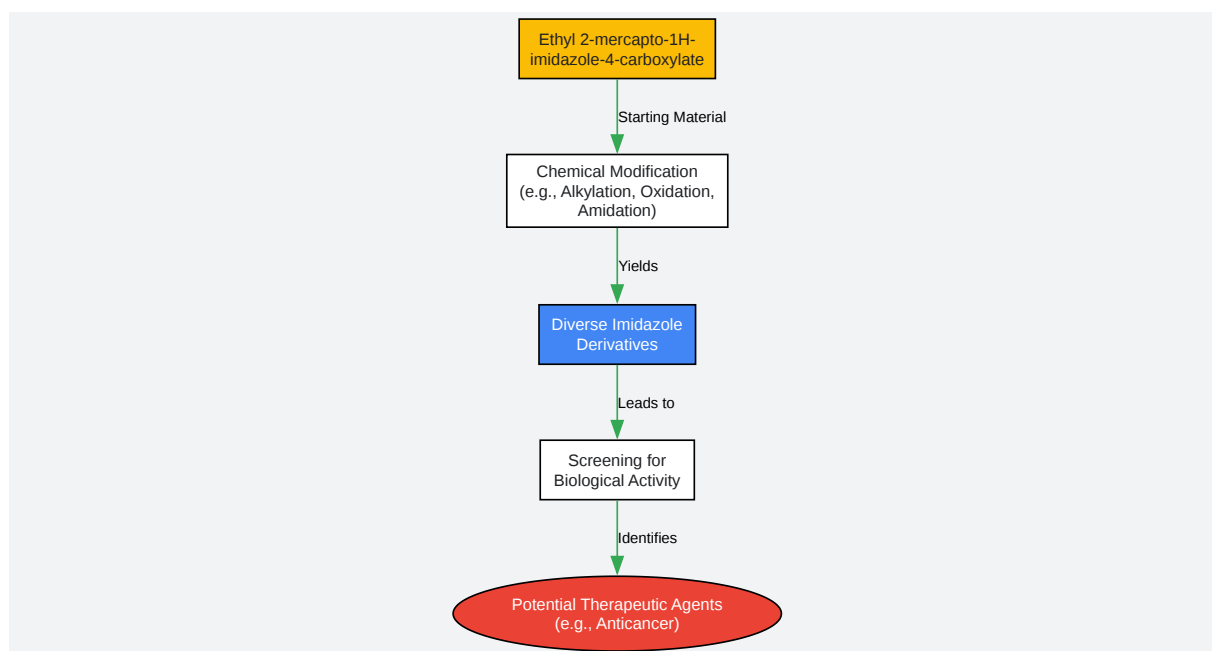 Ethyl 2-mercapto-1H-
imidazole-4-carboxylate
Starting Material
Chemical Modification
(e.g., Alkylation, Oxidation,
Amidation)
Yields
Diverse Imidazole
Derivatives
Leads to
Screening for
Biological Activity
Identifies
Potential Therapeutic Agents
(e.g., Anticancer)